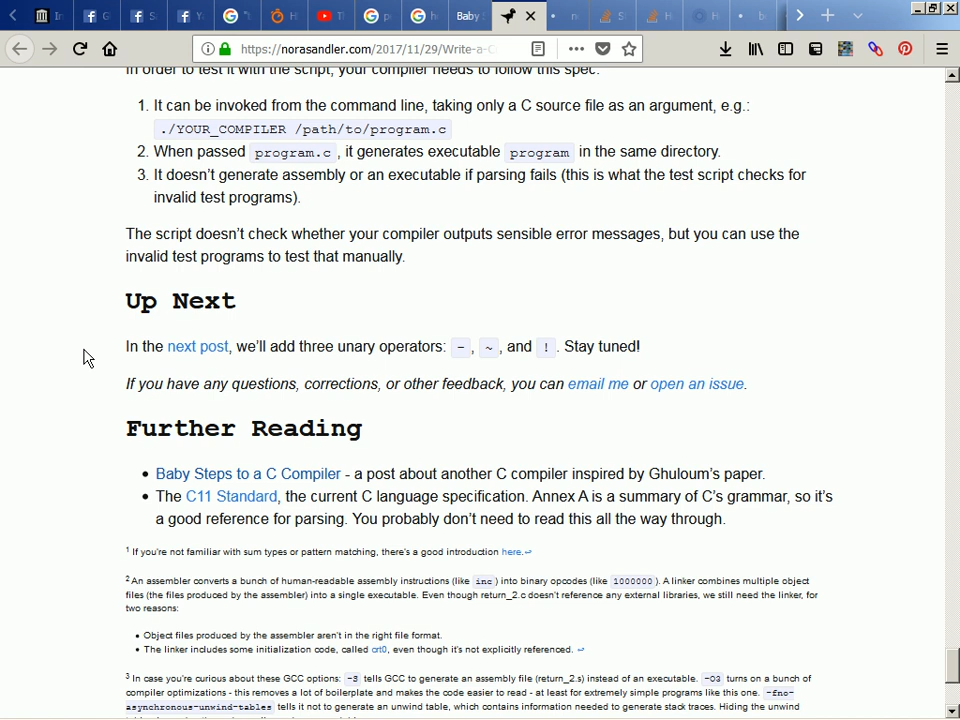 Baby
https://norasandler.com/2017/11/29/Write-a-C
In order to test it with the script, your compiler needs to follow this spec:
1. It can be invoked from the command line, taking only a C source file as an argument, e.g.:
./YOUR_COMPILER /path/to/program.c
2. When passed program.c, it generates executable program in the same directory.
3. It doesn't generate assembly or an executable if parsing fails (this is what the test script checks for
invalid test programs).
The script doesn't check whether your compiler outputs sensible error messages, but you can use the
invalid test programs to test that manually.
Up Next
In the next post, we'll add three unary operators: -, ~, and !. Stay tuned!
If you have any questions, corrections, or other feedback, you can email me or open an issue.
Further Reading
• Baby Steps to a C Compiler - a post about another C compiler inspired by Ghuloum's paper.
• The C11 Standard, the current C language specification. Annex A is a summary of C's grammar, so it's
a good reference for parsing. You probably don't need to read this all the way through.
1 If you're not familiar with sum types or pattern matching, there's a good introduction here.↩
2 An assembler converts a bunch of human-readable assembly instructions (like inc) into binary opcodes (like 1000000). A linker combines multiple object
files (the files produced by the assembler) into a single executable. Even though return_2.c doesn't reference any external libraries, we still need the linker, for
two reasons:
• Object files produced by the assembler aren't in the right file format.
• The linker includes some initialization code, called crt0, even though it's not explicitly referenced. ↩
3 In case you're curious about these GCC options: -S tells GCC to generate an assembly file (return_2.s) instead of an executable. -O3 turns on a bunch of
compiler optimizations - this removes a lot of boilerplate and makes the code easier to read - at least for extremely simple programs like this one. -fno-
asynchronous-unwind-tables tells it not to generate an unwind table, which contains information needed to generate stack traces. Hiding the unwind